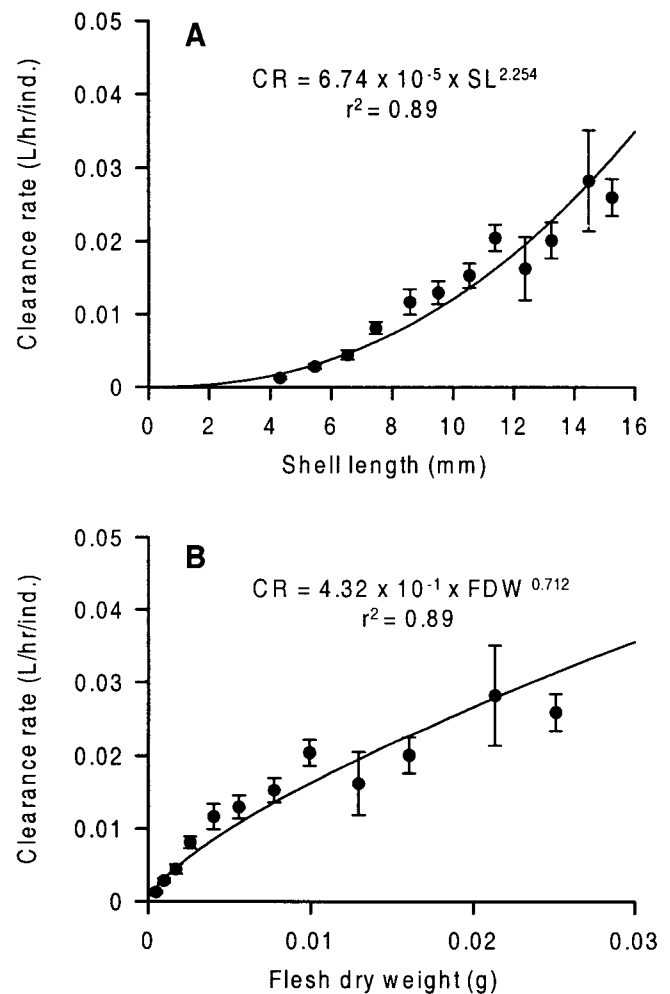 A
CR = 6.74 x 10⁻⁵ x SL²·²⁵⁴
r² = 0.89
Clearance rate (L/hr/ind.)
0.05
0.04
0.03
0.02
0.01
0
0 2 4 6 8 10 12 14 16
Shell length (mm)
B
CR = 4.32 x 10⁻¹ x FDW ⁰·⁷¹²
r² = 0.89
Clearance rate (L/hr/ind.)
0.05
0.04
0.03
0.02
0.01
0
0 0.01 0.02 0.03
Flesh dry weight (g)